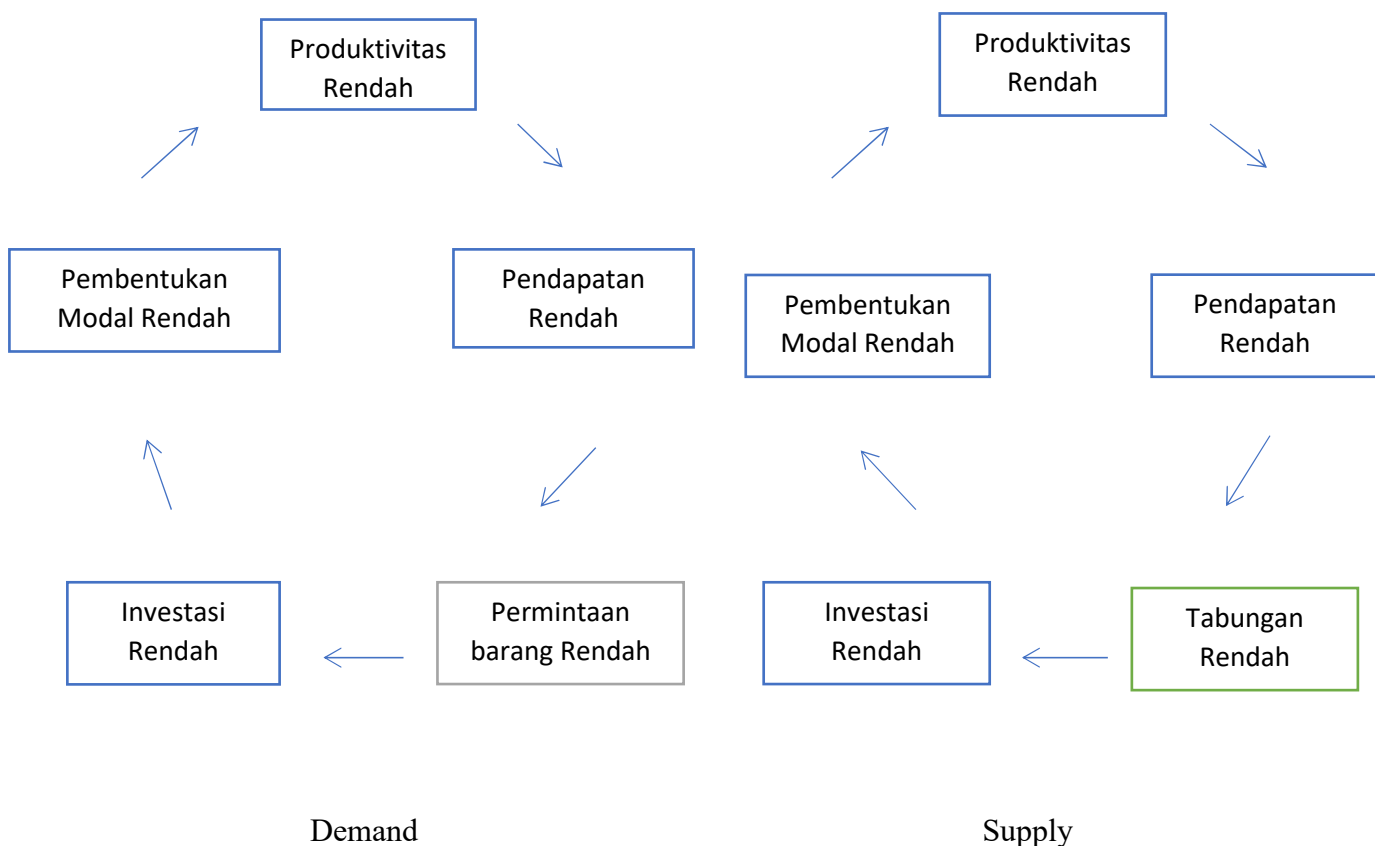 Produktivitas
Rendah
Pembentukan
Modal Rendah
Pendapatan
Rendah
Investasi
Rendah
Permintaan
barang Rendah
Demand
Produktivitas
Rendah
Pembentukan
Modal Rendah
Pendapatan
Rendah
Investasi
Rendah
Tabungan
Rendah
Supply